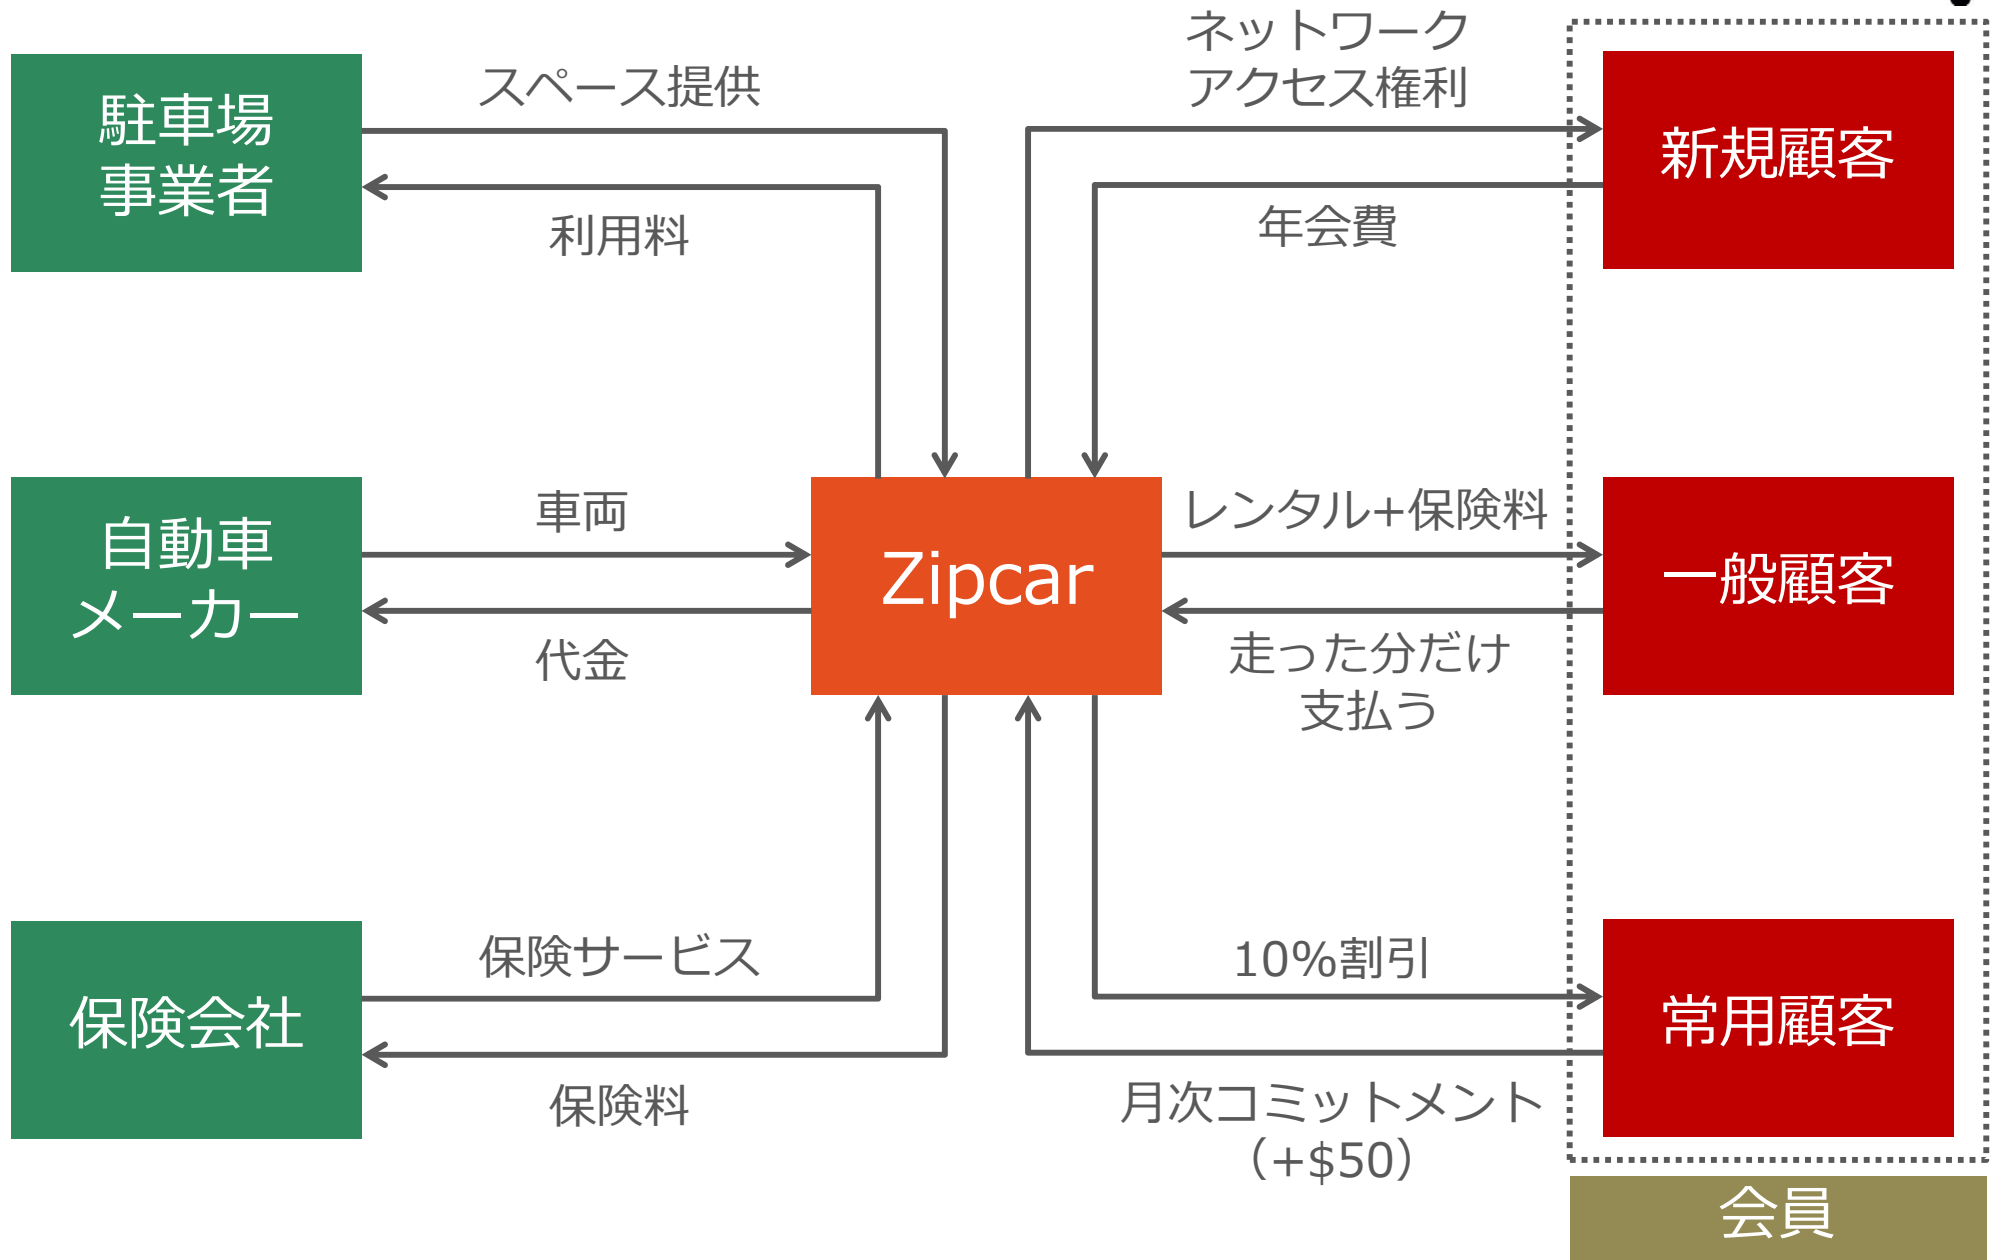 駐車場
事業者
スペース提供
利用料
ネットワーク
アクセス権利
年会費
新規顧客
自動車
メーカー
車両
代金
Zipcar
レンタル+保険料
走った分だけ
支払う
一般顧客
保険会社
保険サービス
保険料
10%割引
月次コミットメント
（+$50）
常用顧客
会員